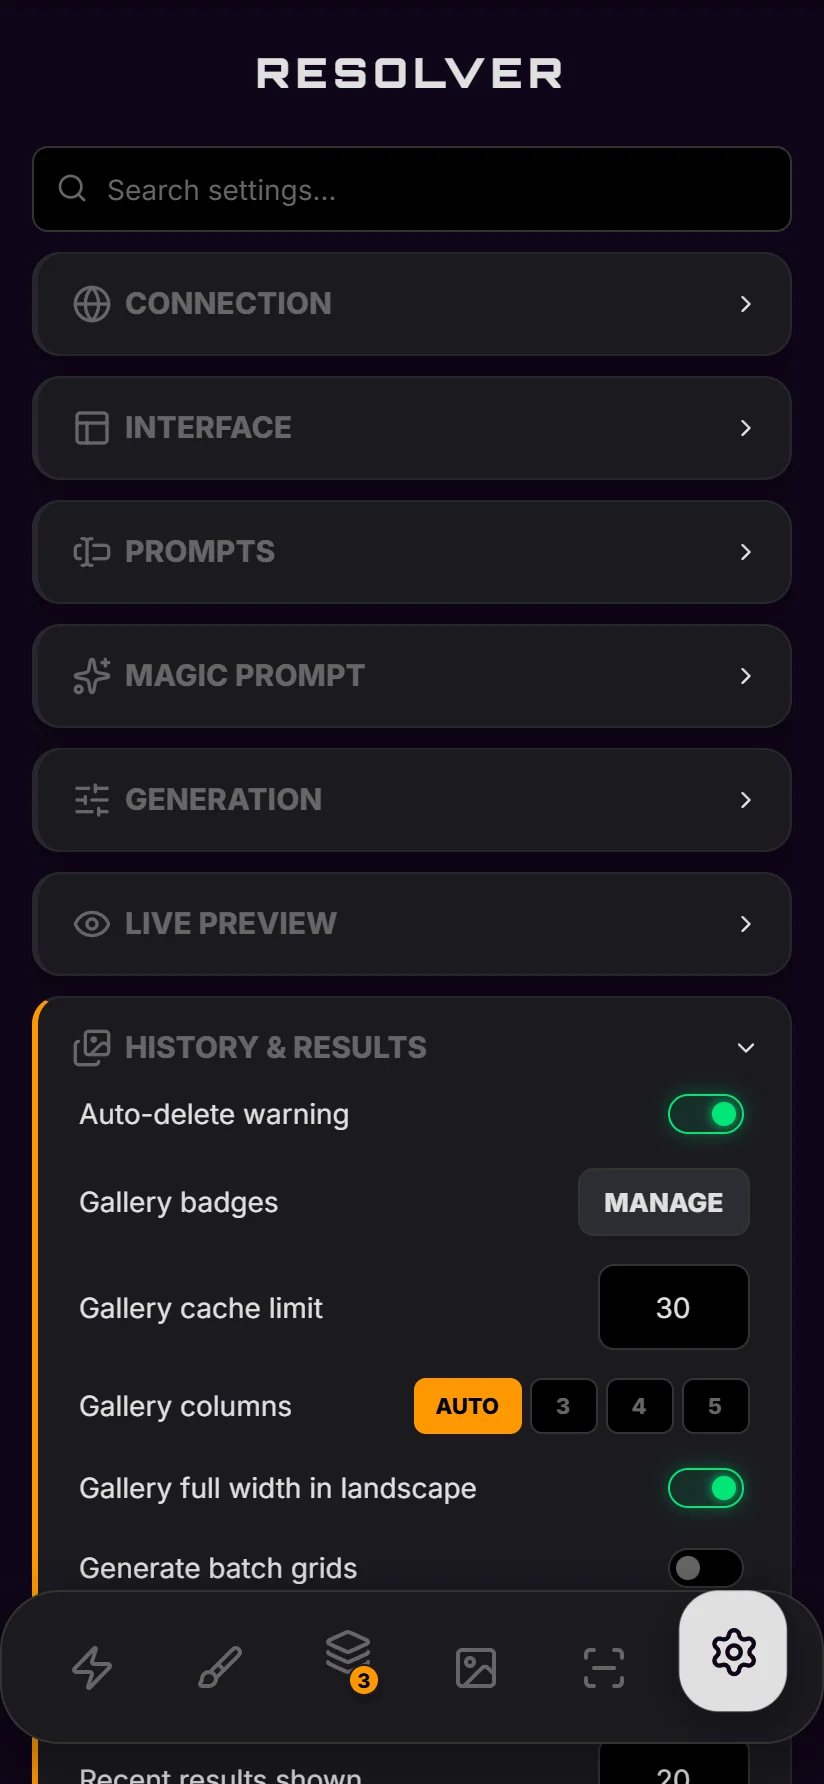 RESOLVER
Search settings...
CONNECTION
INTERFACE
PROMPTS
MAGIC PROMPT
GENERATION
LIVE PREVIEW
HISTORY & RESULTS
Auto-delete warning
Gallery badges MANAGE
Gallery cache limit 30
Gallery columns AUTO 3 4 5
Gallery full width in landscape
Generate batch grids
3
Recent results shown 20